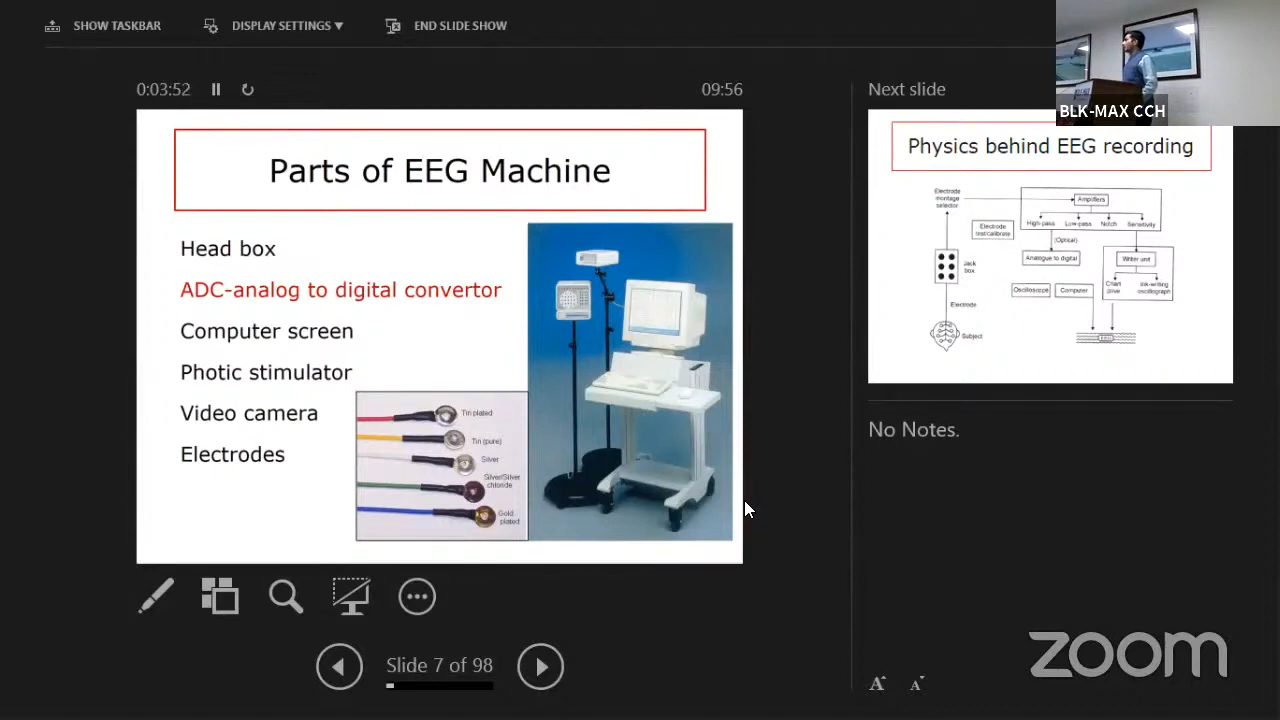 SHOW TASKBAR
DISPLAY SETTINGS ▼
END SLIDE SHOW
0:03:52
09:56
Next slide
BLK-MAX CCH
Parts of EEG Machine
Head box
ADC-analog to digital convertor
Computer screen
Photic stimulator
Video camera
Electrodes
Tin plated
Tin (pure)
Silver
Silver/Silver
chloride
Gold
plated
Physics behind EEG recording
Electrode
montage
selector
Amplifiers
High-pass
Low-pass
Notch
Sensitivity
Electrode
test/calibrate
(Optical)
Analogue to digital
Jack
box
Writer unit
Chart
drive
Ink-writing
oscillograph
Oscilloscope
Computer
Electrode
Subject
No Notes.
Slide 7 of 98
zoom
A
A